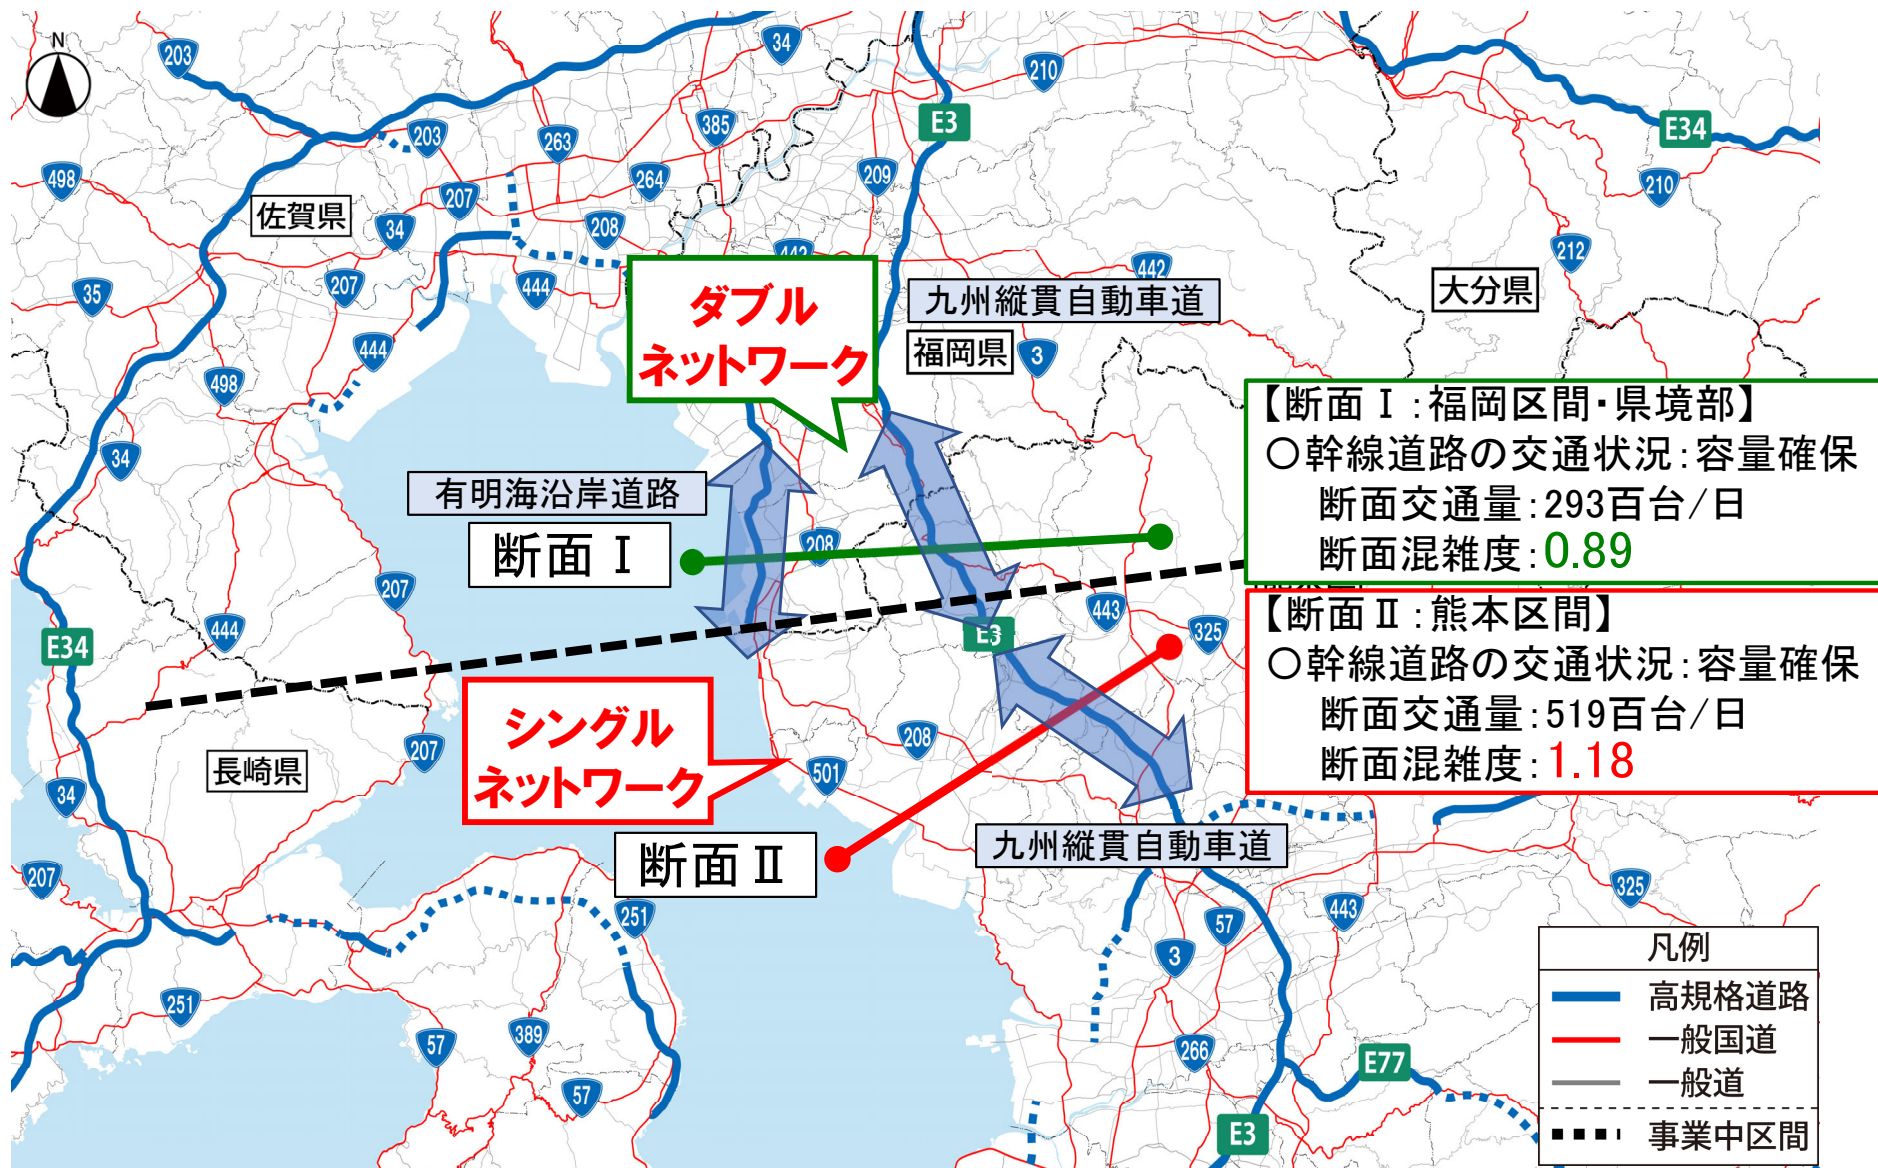 N
203
34
210
E3
E34
203
263
385
498
264
209
210
207
佐賀県
34
208
212
442
442
207
444
35
ダブル
ネットワーク
九州縦貫自動車道
大分県
福岡県
3
444
498
【断面Ⅰ:福岡区間・県境部】
○幹線道路の交通状況:容量確保
断面交通量:293百台/日
断面混雑度:0.89
34
有明海沿岸道路
断面Ⅰ
208
207
443
325
444
E34
E3
【断面Ⅱ:熊本区間】
○幹線道路の交通状況:容量確保
断面交通量:519百台/日
断面混雑度:1.18
シングル
ネットワーク
207
208
501
長崎県
34
九州縦貫自動車道
断面Ⅱ
207
325
251
57
443
3
凡例
高規格道路
一般国道
一般道
事業中区間
251
57
389
266
E77
57
E3